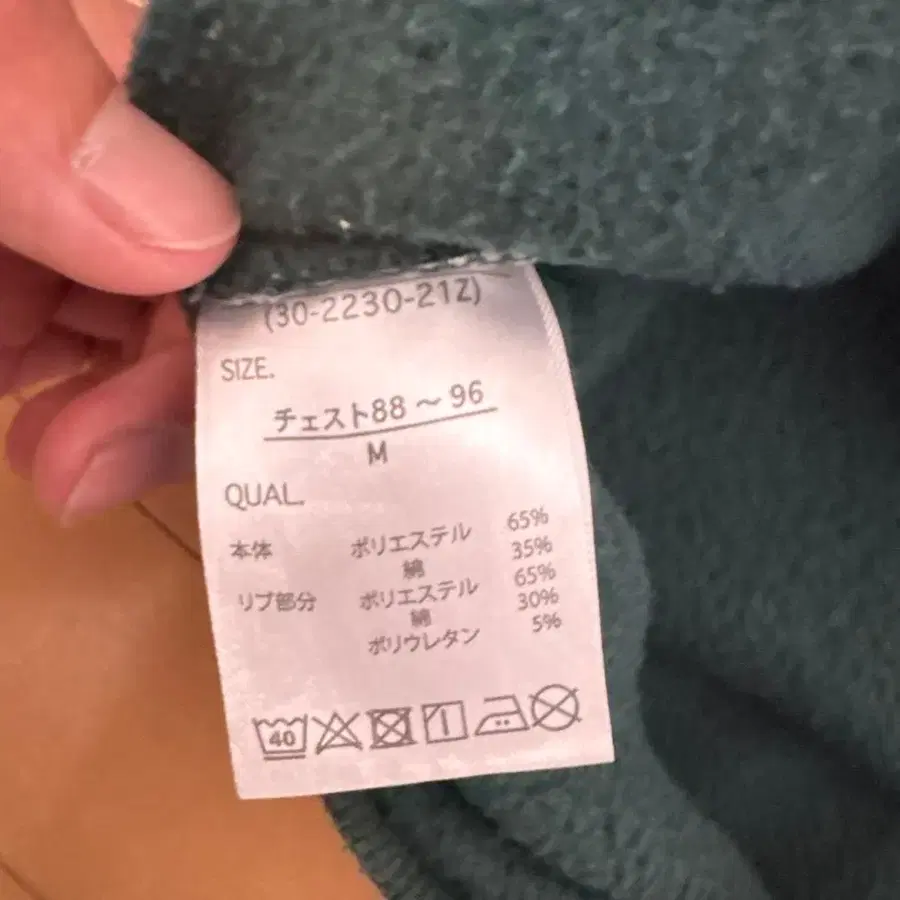 (30-2230-21Z)
SIZE.
チェスト88 ～ 96
M
QUAL.
本体 ポリエステル 65%
綿 35%
リブ部分 ポリエステル 65%
綿 30%
ポリウレタン 5%
40